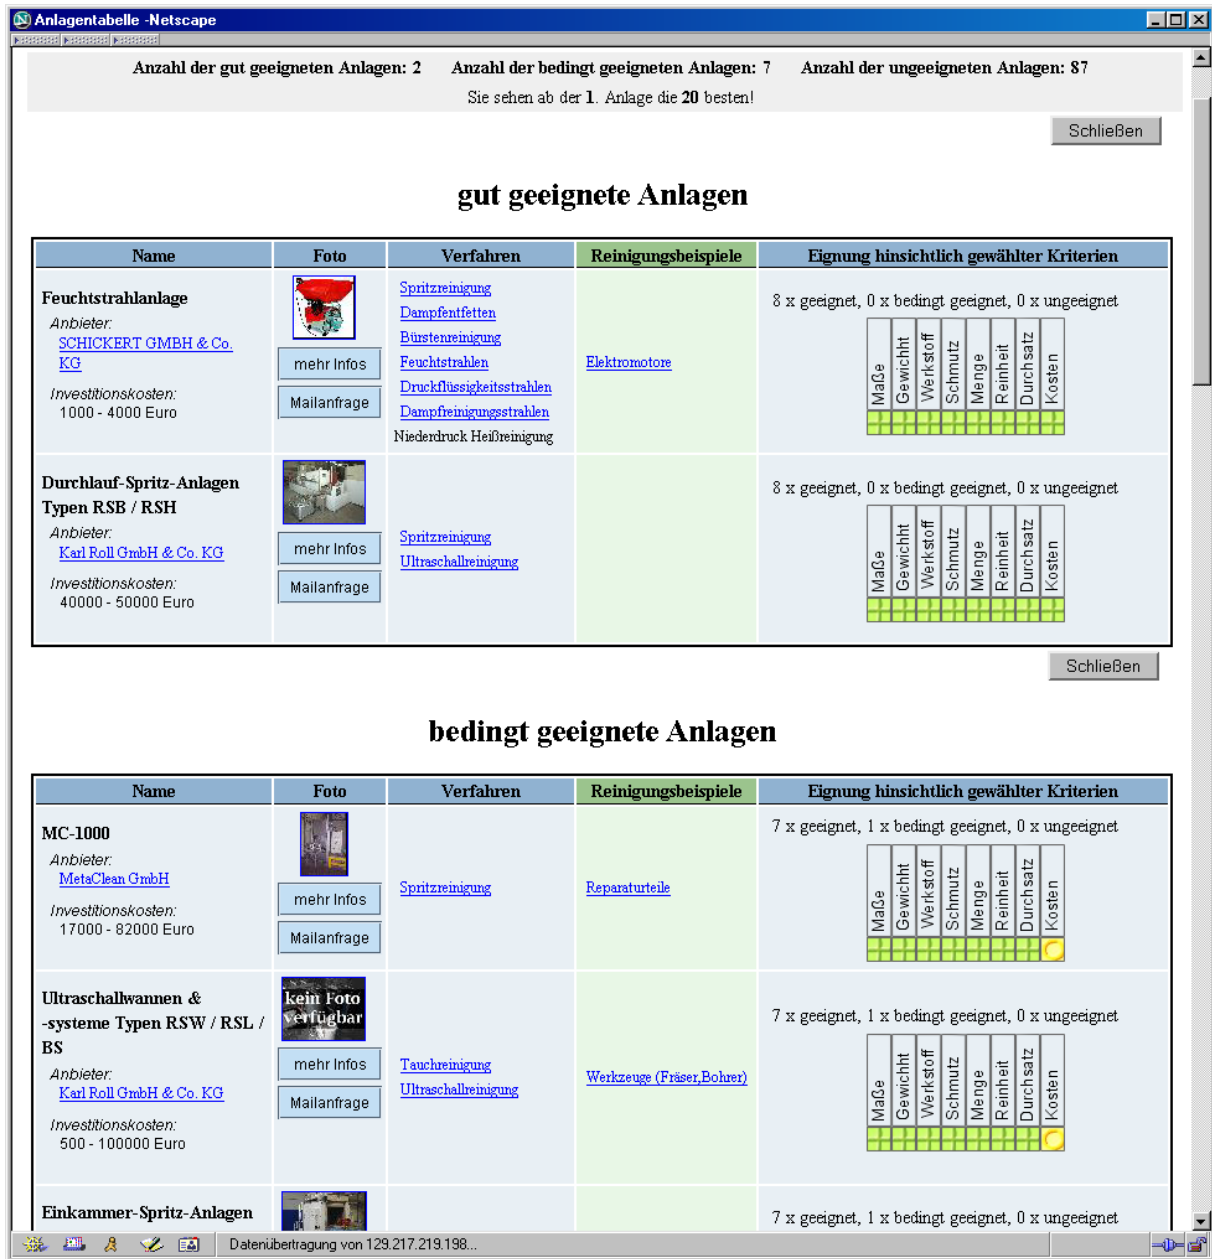 Anlagentabelle -Netscape
Anzahl der gut geeigneten Anlagen: 2 Anzahl der bedingt geeigneten Anlagen: 7 Anzahl der ungeeigneten Anlagen: 87
Sie sehen ab der 1. Anlage die 20 besten!
Schließen
gut geeignete Anlagen
Name Foto Verfahren Reinigungsbeispiele Eignung hinsichtlich gewählter Kriterien
Feuchtstrahlanlage
Anbieter:
SCHICKERT GMBH & Co.
KG
Investitionskosten:
1000 - 4000 Euro
mehr Infos
Mailanfrage
Spritzreinigung
Dampfentfetten
Bürstenreinigung
Feuchtstrahlen
Druckflüssigkeitsstrahlen
Dampfreinigungsstrahlen
Niederdruck Heißreinigung
Elektromotore
8 x geeignet, 0 x bedingt geeignet, 0 x ungeeignet
Maße
Gewichht
Werkstoff
Schmutz
Menge
Reinheit
Durchsatz
Kosten
Durchlauf-Spritz-Anlagen
Typen RSB / RSH
Anbieter:
Karl Roll GmbH & Co. KG
Investitionskosten:
40000 - 50000 Euro
mehr Infos
Mailanfrage
Spritzreinigung
Ultraschallreinigung
8 x geeignet, 0 x bedingt geeignet, 0 x ungeeignet
Maße
Gewichht
Werkstoff
Schmutz
Menge
Reinheit
Durchsatz
Kosten
Schließen
bedingt geeignete Anlagen
Name Foto Verfahren Reinigungsbeispiele Eignung hinsichtlich gewählter Kriterien
MC-1000
Anbieter:
MetaClean GmbH
Investitionskosten:
17000 - 82000 Euro
mehr Infos
Mailanfrage
Spritzreinigung
Reparaturteile
7 x geeignet, 1 x bedingt geeignet, 0 x ungeeignet
Maße
Gewichht
Werkstoff
Schmutz
Menge
Reinheit
Durchsatz
Kosten
Ultraschallwannen &
-systeme Typen RSW / RSL /
BS
Anbieter:
Karl Roll GmbH & Co. KG
Investitionskosten:
500 - 100000 Euro
kein Foto
verfügbar
mehr Infos
Mailanfrage
Tauchreinigung
Ultraschallreinigung
Werkzeuge (Fräser,Bohrer)
7 x geeignet, 1 x bedingt geeignet, 0 x ungeeignet
Maße
Gewichht
Werkstoff
Schmutz
Menge
Reinheit
Durchsatz
Kosten
Einkammer-Spritz-Anlagen
7 x geeignet, 1 x bedingt geeignet, 0 x ungeeignet
Datenübertragung von 129.217.219.198...